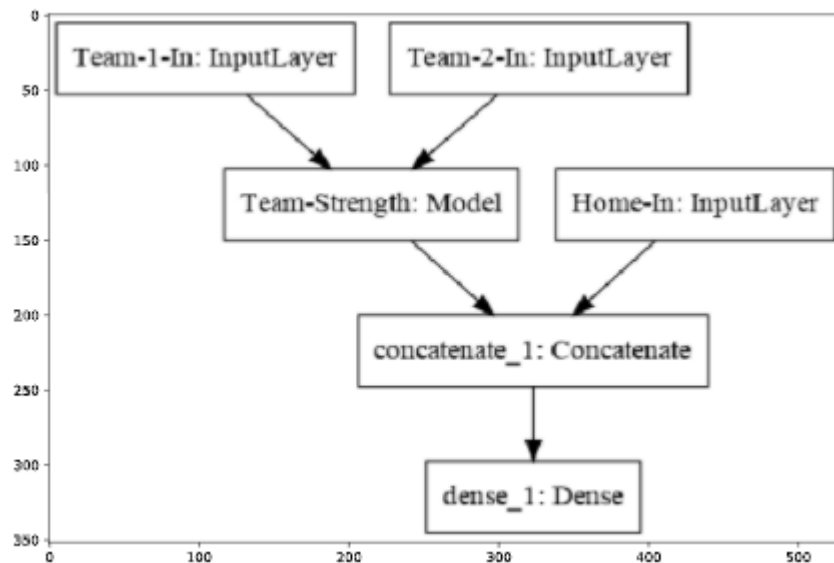 0
50
100
150
200
250
300
350
Team-1-In: InputLayer
Team-2-In: InputLayer
Team-Strength: Model
Home-In: InputLayer
concatenate_1: Concatenate
dense_1: Dense
0
100
200
300
400
500